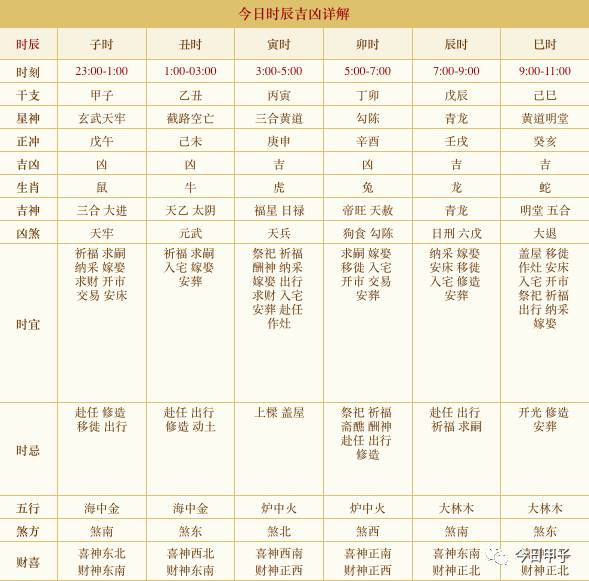 今日时辰吉凶详解
时辰 子时 丑时 寅时 卯时 辰时 巳时
时刻 23:00-1:00 1:00-03:00 3:00-5:00 5:00-7:00 7:00-9:00 9:00-11:00
干支 甲子 乙丑 丙寅 丁卯 戊辰 己巳
星神 玄武天牢 截路空亡 三合黄道 勾陈 青龙 黄道明堂
正冲 戊午 己未 庚申 辛酉 壬戌 癸亥
吉凶 凶 凶 吉 凶 吉 吉
生肖 鼠 牛 虎 兔 龙 蛇
吉神 三合 大进 天乙 太阴 福星 日禄 帝旺 天赦 青龙 明堂 五合
凶煞 天牢 元武 天兵 狗食 勾陈 日刑 六戊 大退
祈福 求嗣 祈福 求嗣 祭祀 祈福 求嗣 嫁娶 纳采 嫁娶 盖屋 移徙
纳采 嫁娶 入宅 嫁娶 酬神 纳采 移徙 入宅 安床 移徙 作灶 安床
求财 开市 安葬 嫁娶 出行 开市 交易 入宅 修造 入宅 开市
交易 安床 求财 入宅 安葬 安葬 祭祀 祈福
安葬 赴任 出行 纳采
时宜 作灶 嫁娶
赴任 修造 赴任 出行 上樑 盖屋 祭祀 祈福 赴任 出行 开光 修造
移徙 出行 修造 动土 斋醮 酬神 祈福 求嗣 安葬
赴任 出行
时忌 修造
五行 海中金 海中金 炉中火 炉中火 大林木 大林木
煞方 煞南 煞东 煞北 煞西 煞南 煞东
喜神东北 喜神西北 喜神西南 喜神正南 喜神东南
财喜 财神东南 财神东南 财神正西 财神正西 财神正北 财神正北
今日甲子